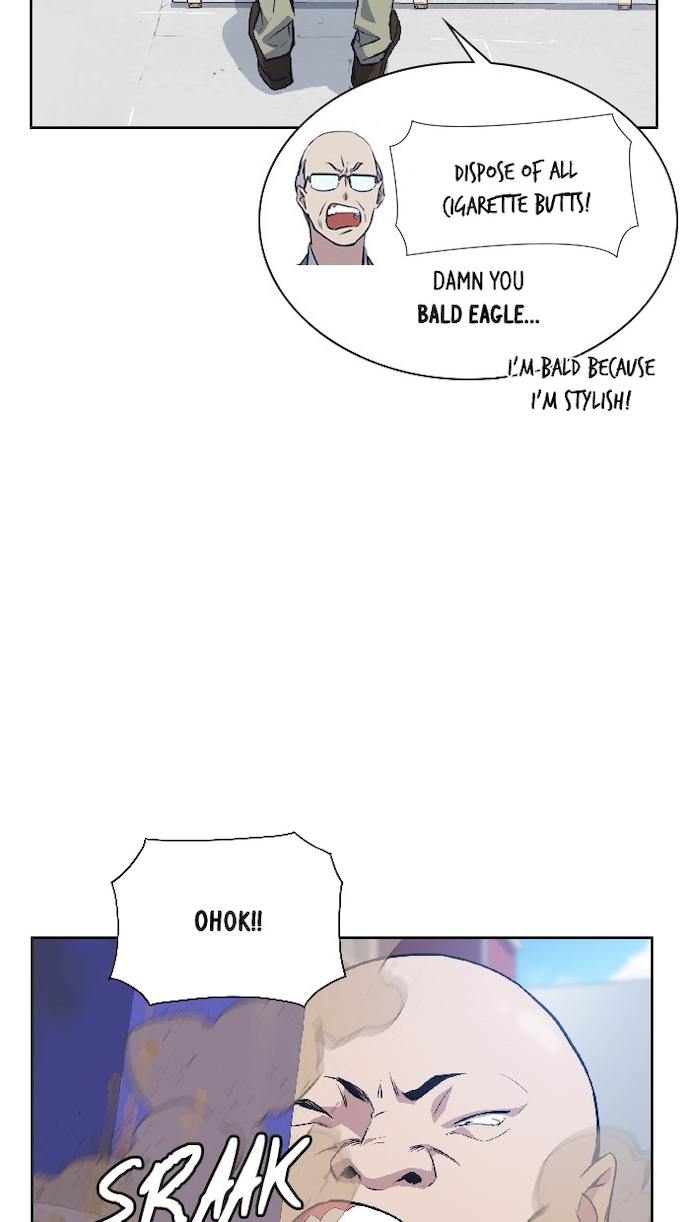 DISPOSE OF ALL
CIGARETTE BUTTS!
DAMN YOU
BALD EAGLE...
I'M BALD BECAUSE
I'M STYLISH!
OHOK!!
SRAAK